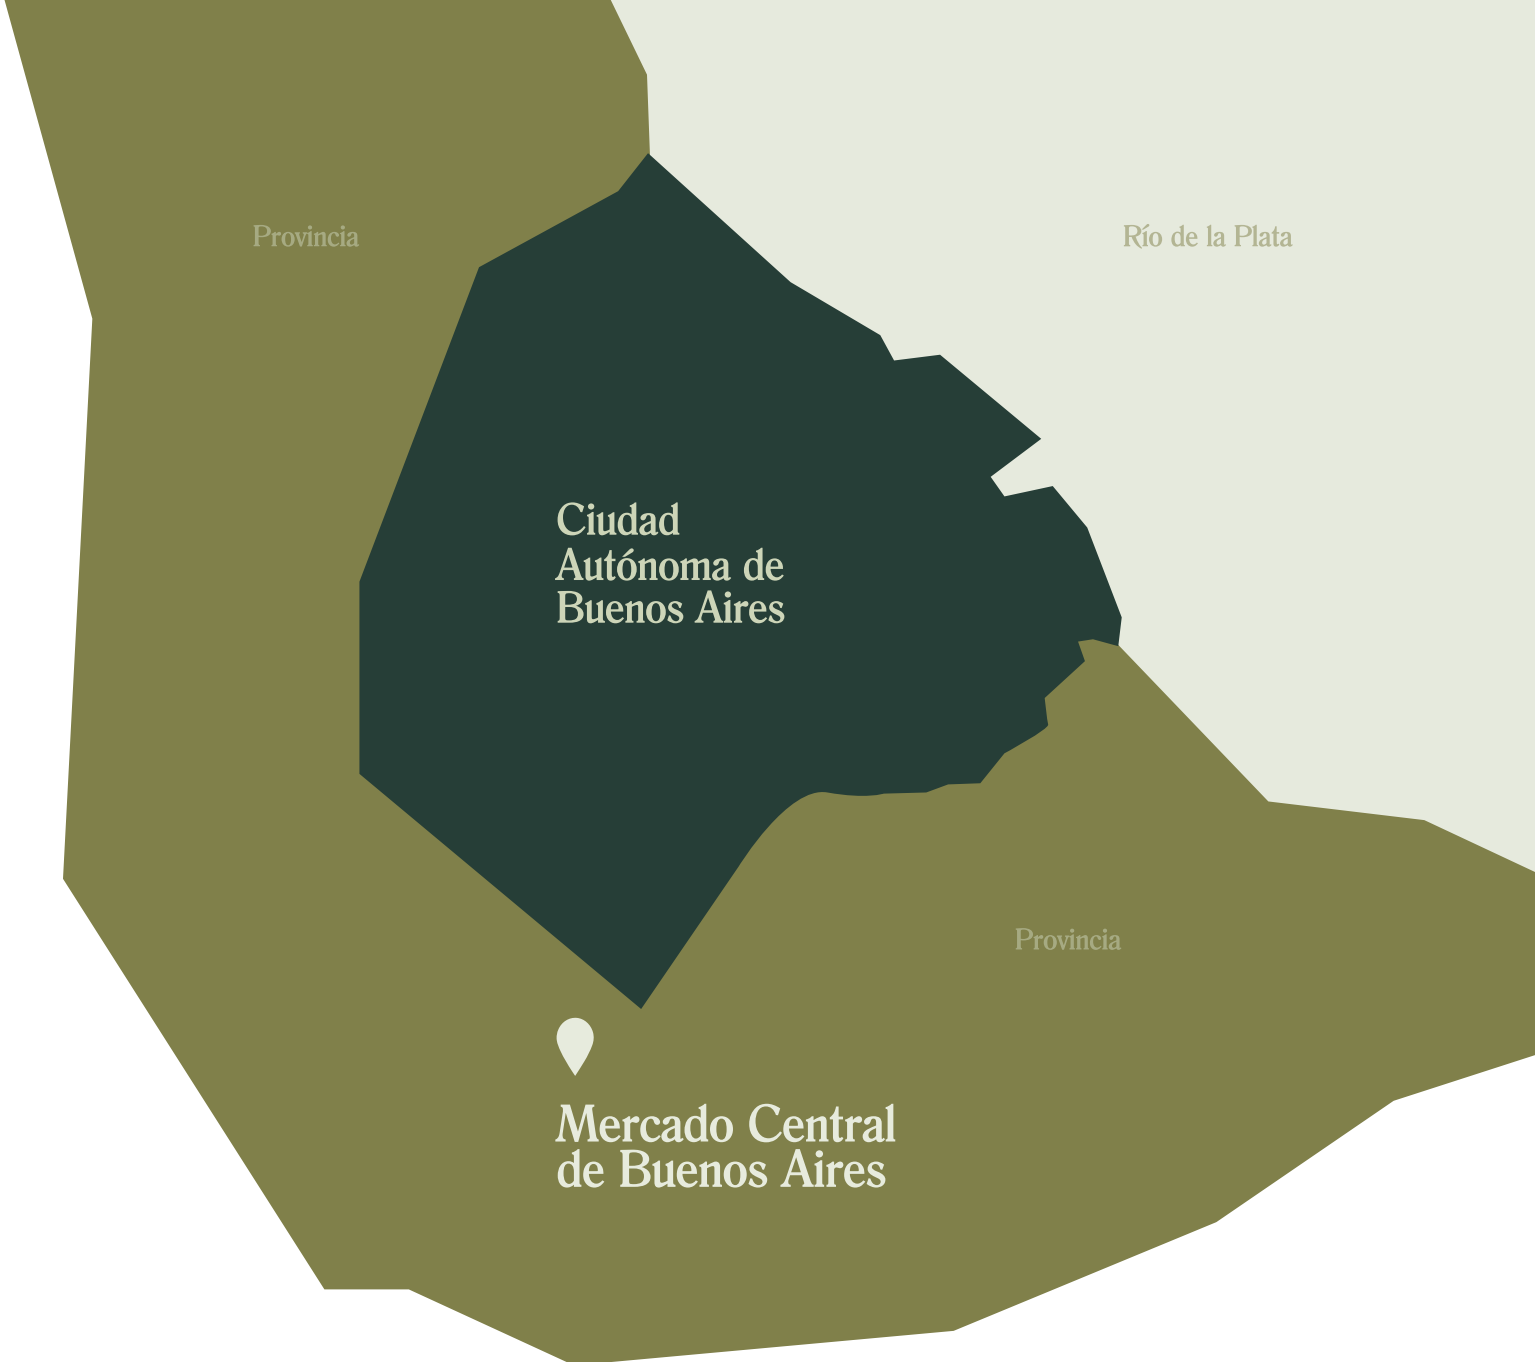 Provincia
Río de la Plata
Ciudad
Autónoma de
Buenos Aires
Provincia
Mercado Central
de Buenos Aires